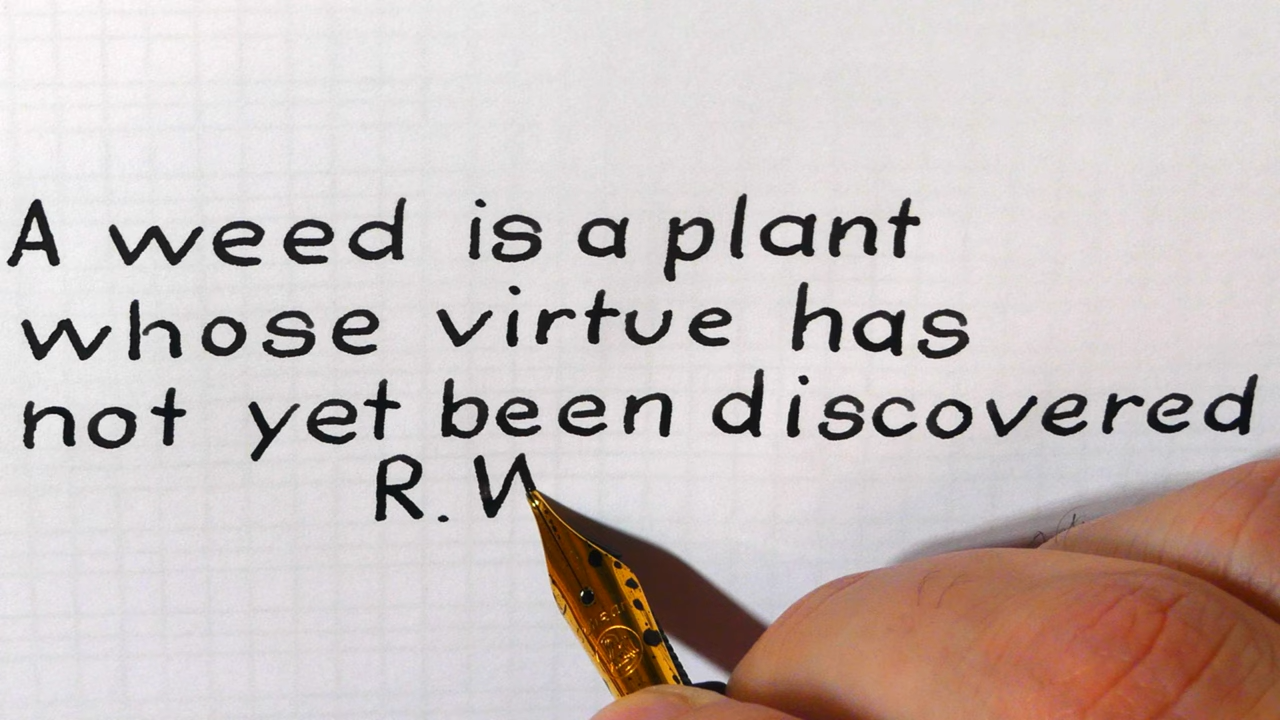 A weed is a plant
whose virtue has
not yet been discovered
R.W